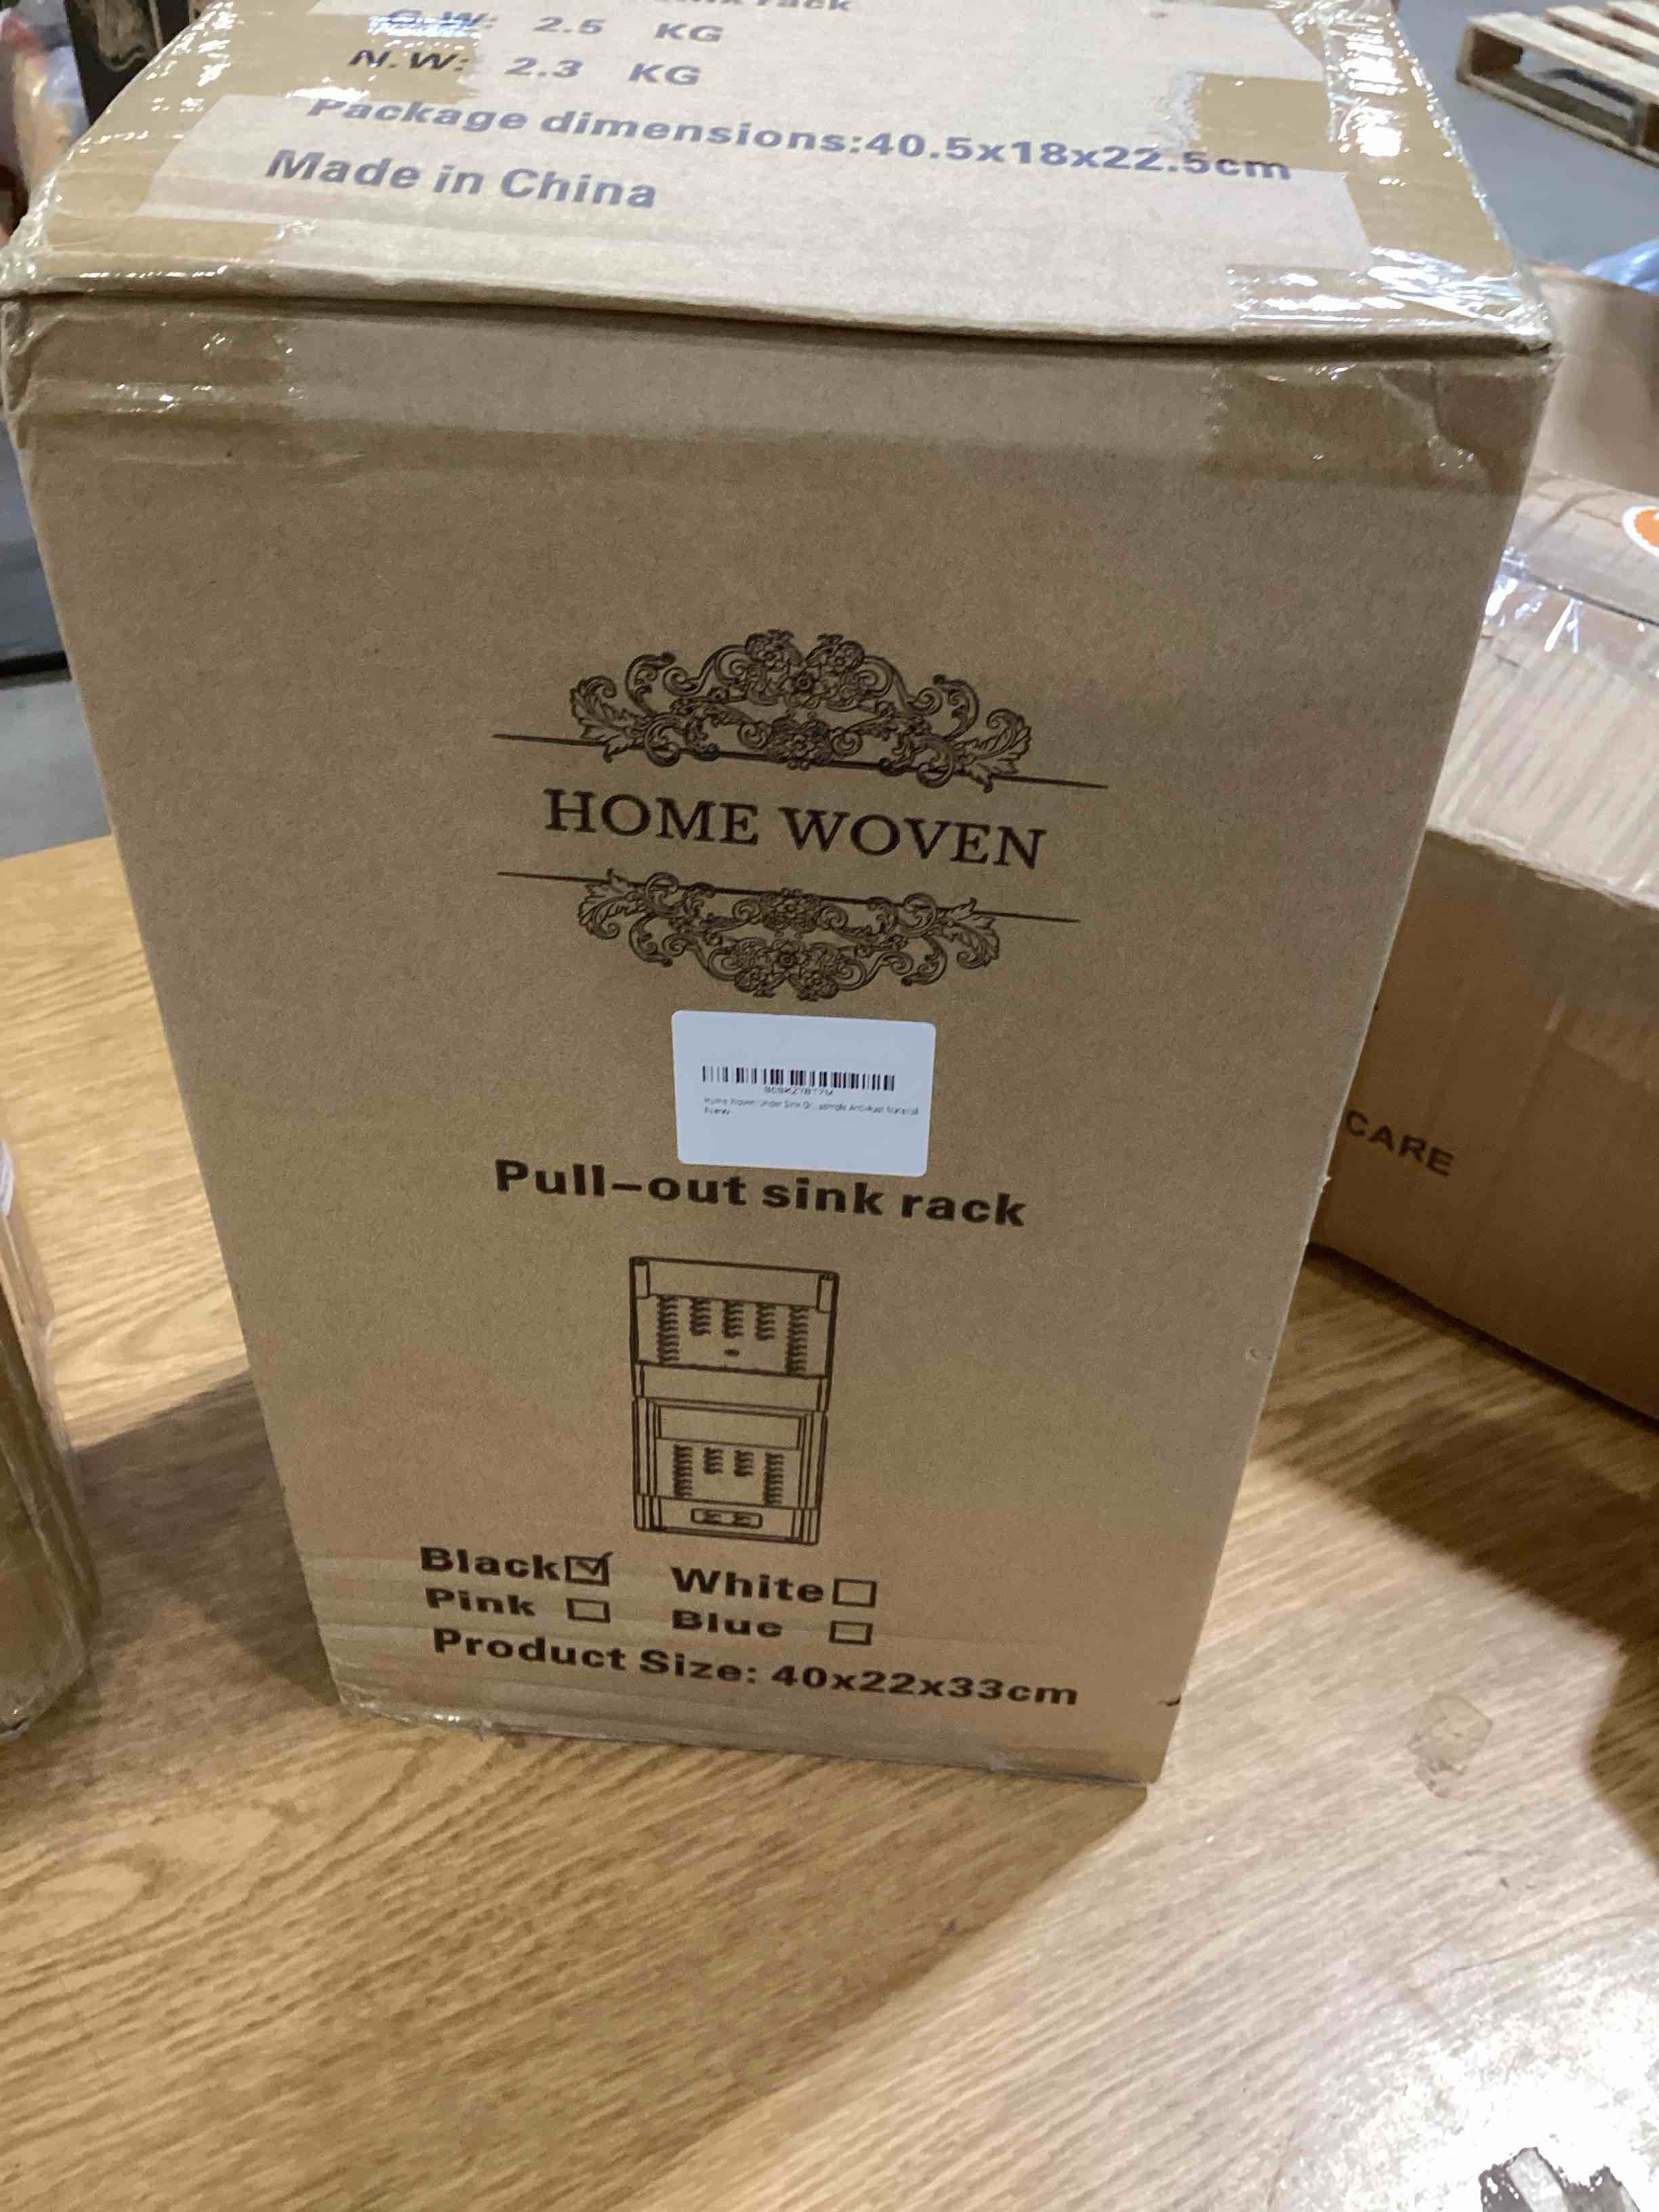 G.W: 2.5 KG
N.W: 2.3 KG
Package dimensions:40.5x18x22.5cm
Made in China
HOME WOVEN
New
Pull-out sink rack
Black White
Pink Blue
Product Size: 40x22x33cm
CARE